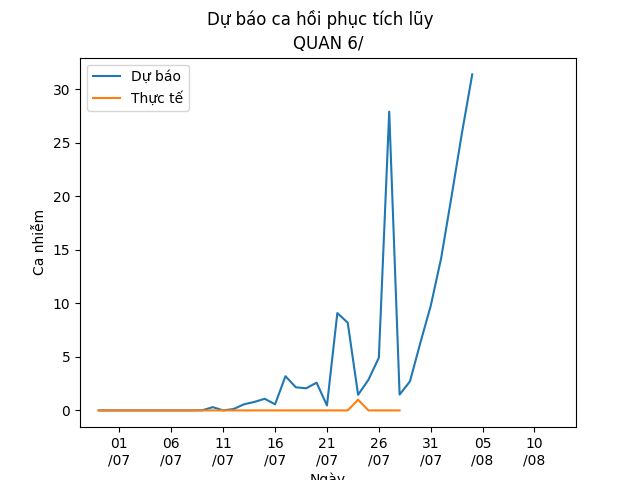 Dự báo ca hồi phục tích lũy
QUAN 6/
Dự báo
Thực tế
Ca nhiễm
30
25
20
15
10
5
0
01 06 11 16 21 26 31 05 10
/07 /07 /07 /07 /07 /07 /07 /08 /08
Ngày